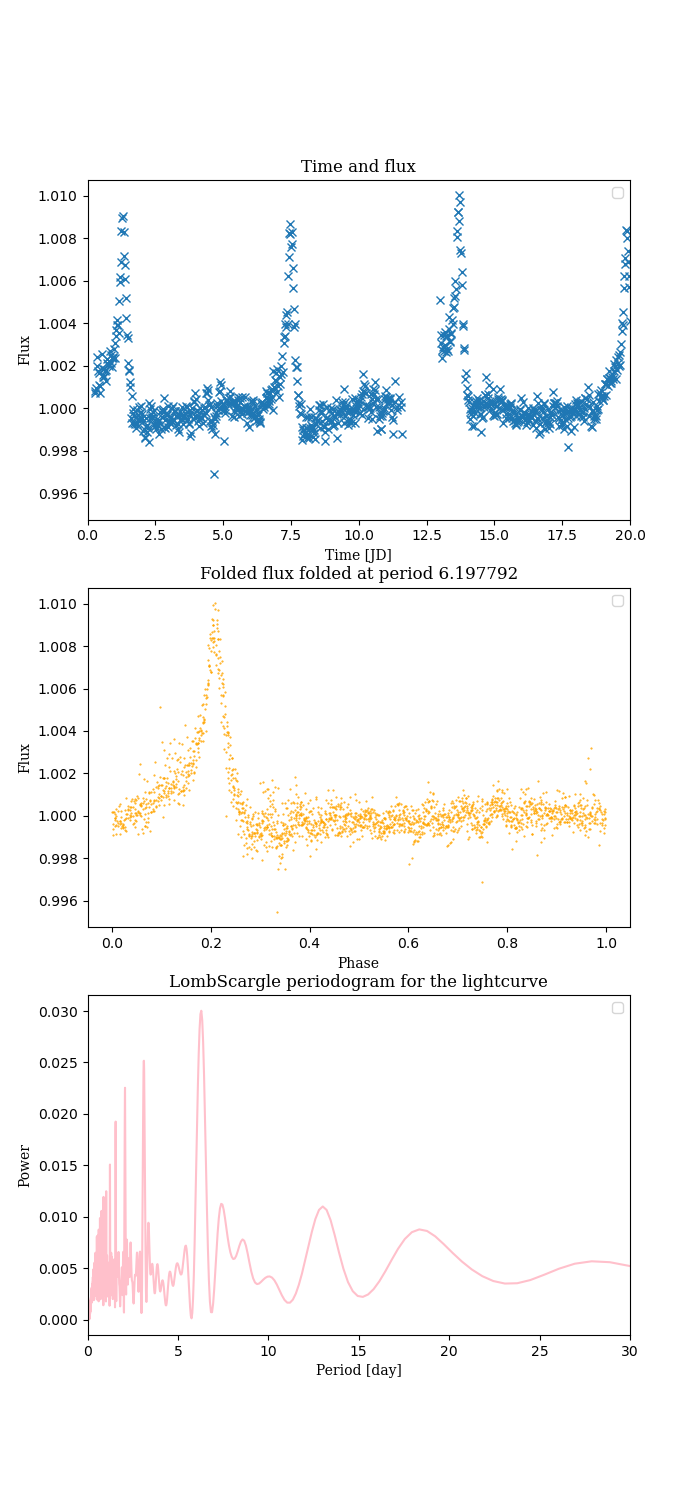 Time and flux
1.010
1.008
1.006
1.004
1.002
1.000
0.998
0.996
Flux
0.0 2.5 5.0 7.5 10.0 12.5 15.0 17.5 20.0
Time [JD]
Folded flux folded at period 6.197792
1.010
1.008
1.006
1.004
1.002
1.000
0.998
0.996
Flux
0.0 0.2 0.4 0.6 0.8 1.0
Phase
LombScargle periodogram for the lightcurve
0.030
0.025
0.020
0.015
0.010
0.005
0.000
Power
0 5 10 15 20 25 30
Period [day]